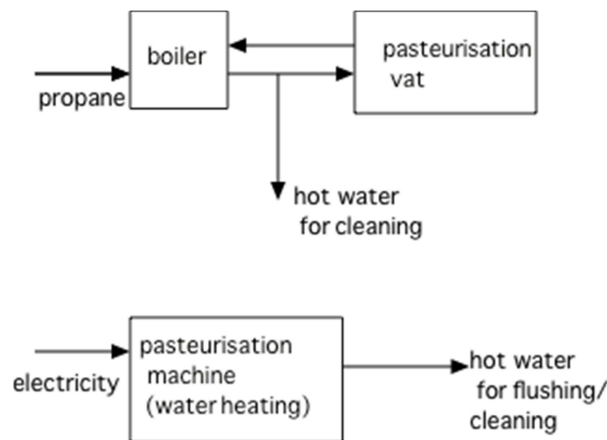 boiler
pasteurisation
vat
propane
hot water
for cleaning
pasteurisation
machine
(water heating)
electricity
hot water
for flushing/
cleaning